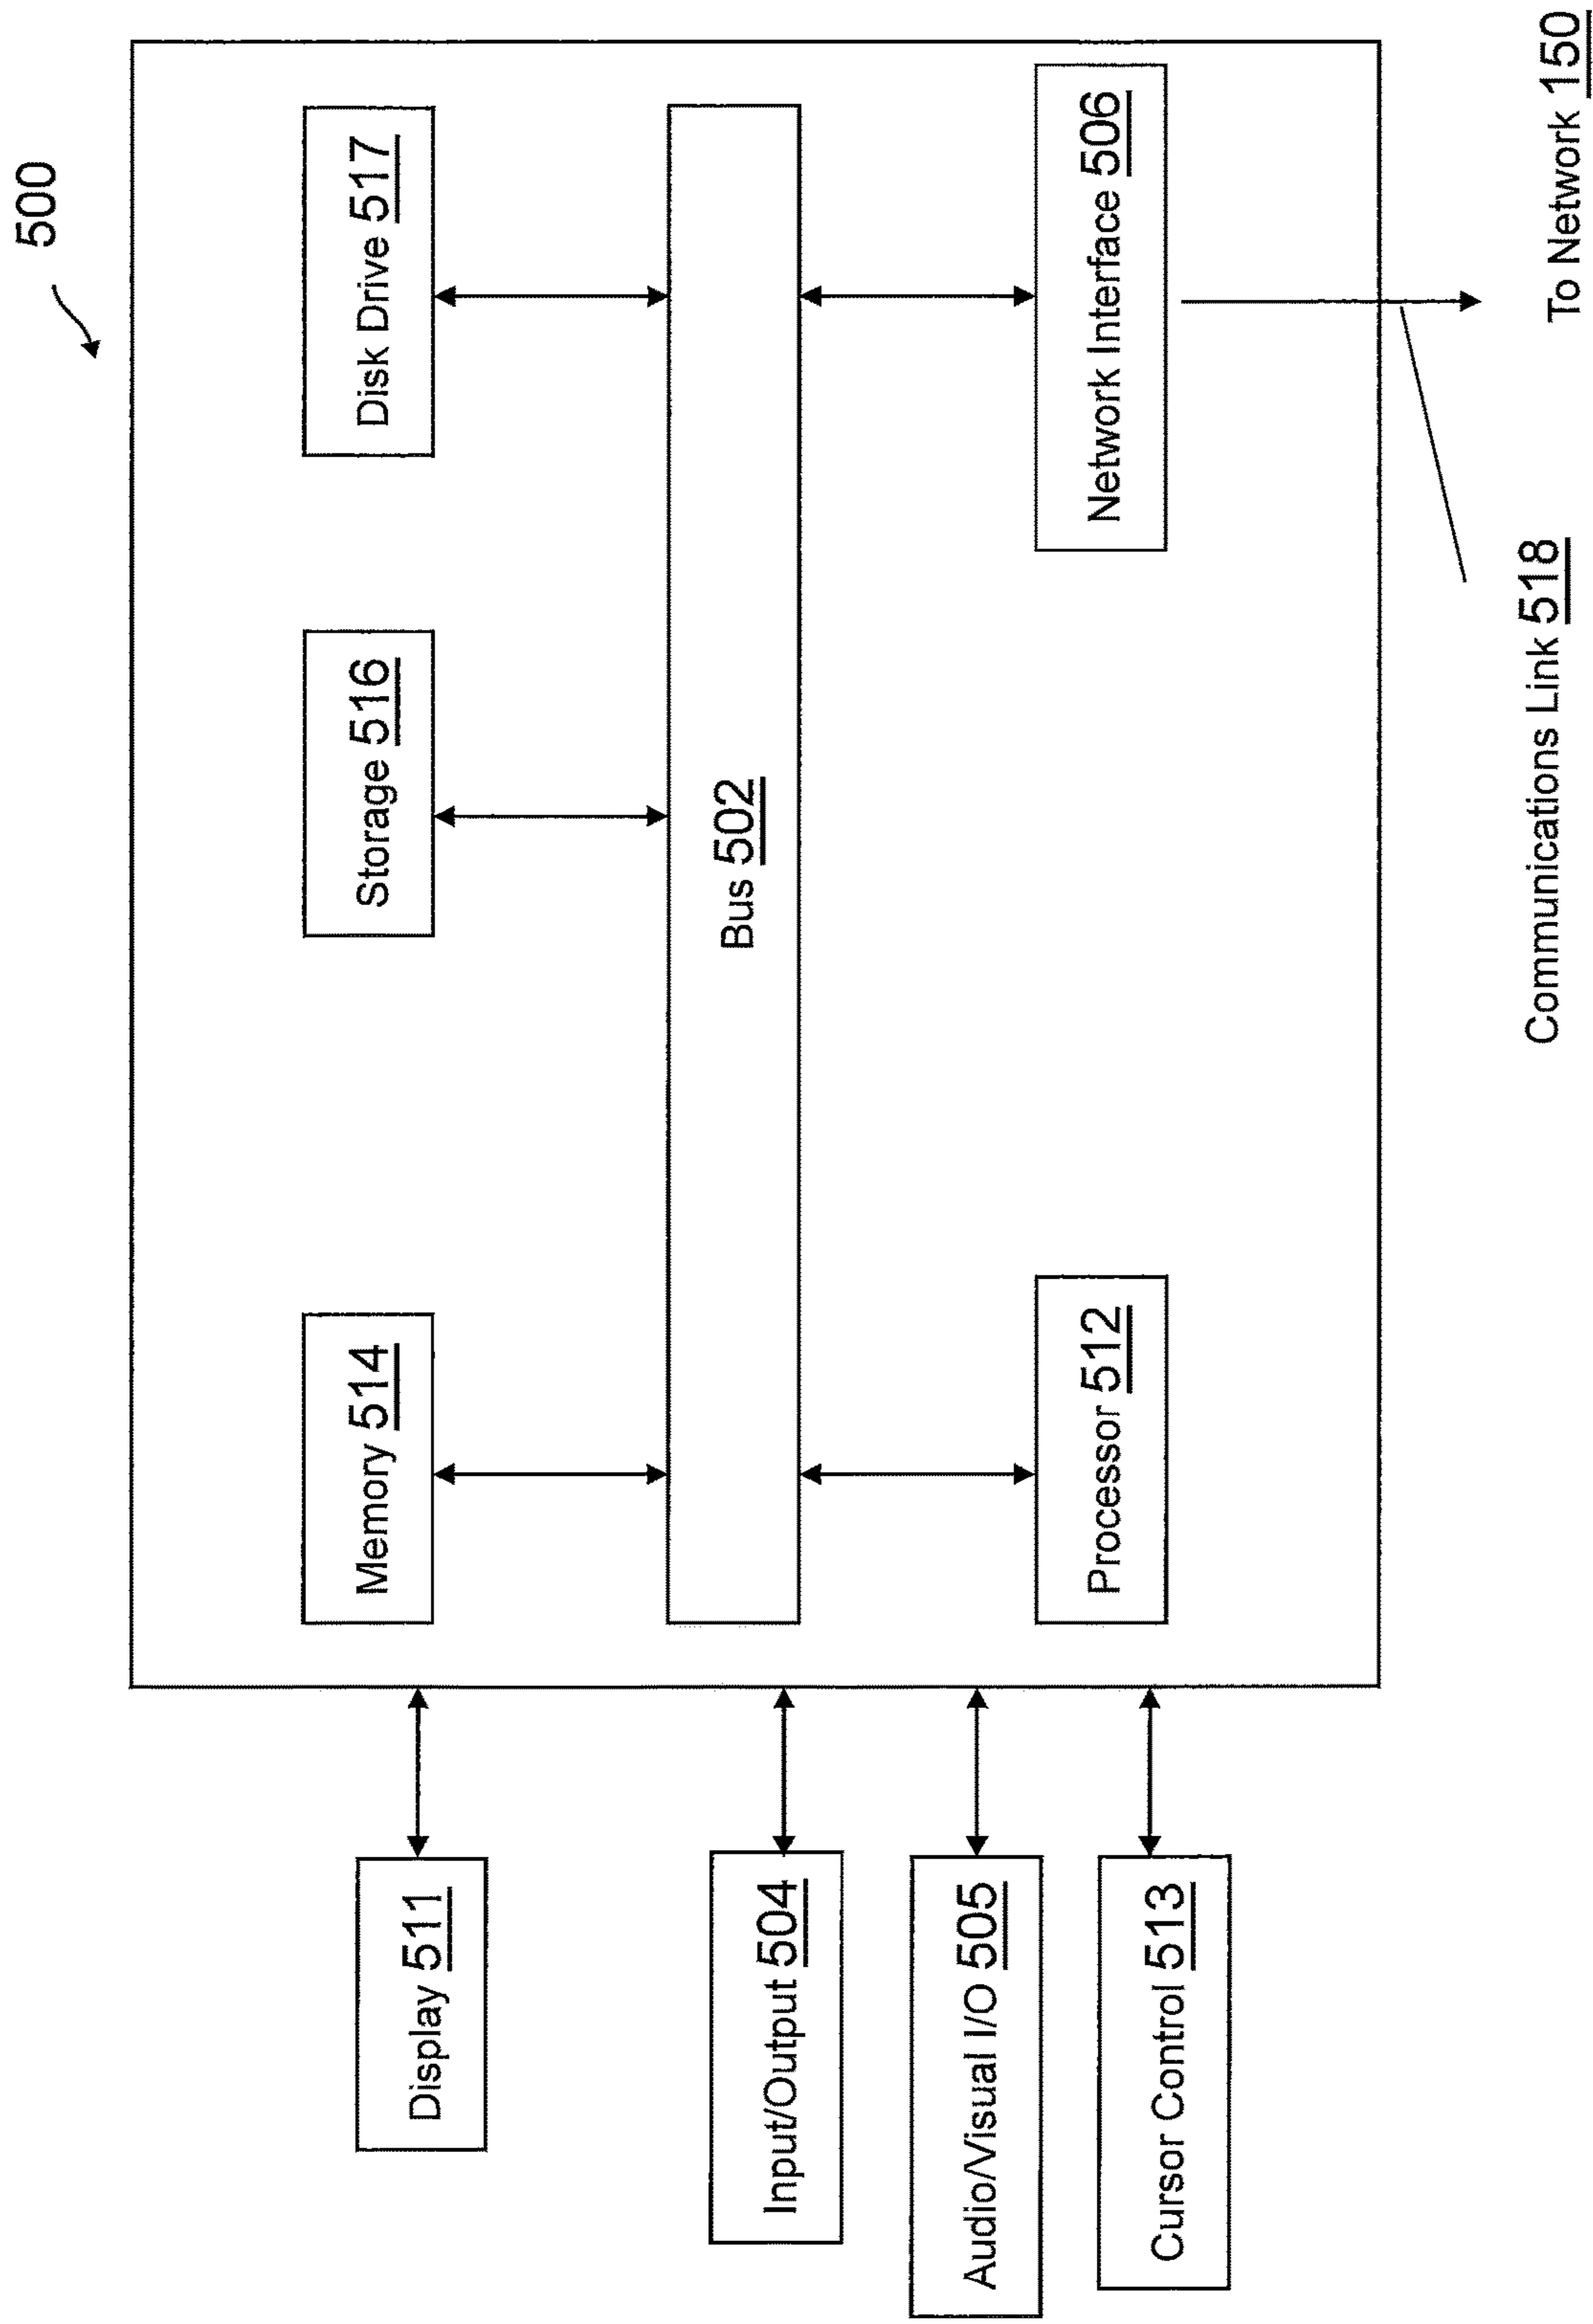 500
Display 511
Memory 514
Storage 516
Disk Drive 517
Input/Output 504
Bus 502
Audio/Visual I/O 505
Cursor Control 513
Processor 512
Network Interface 506
Communications Link 518
To Network 150